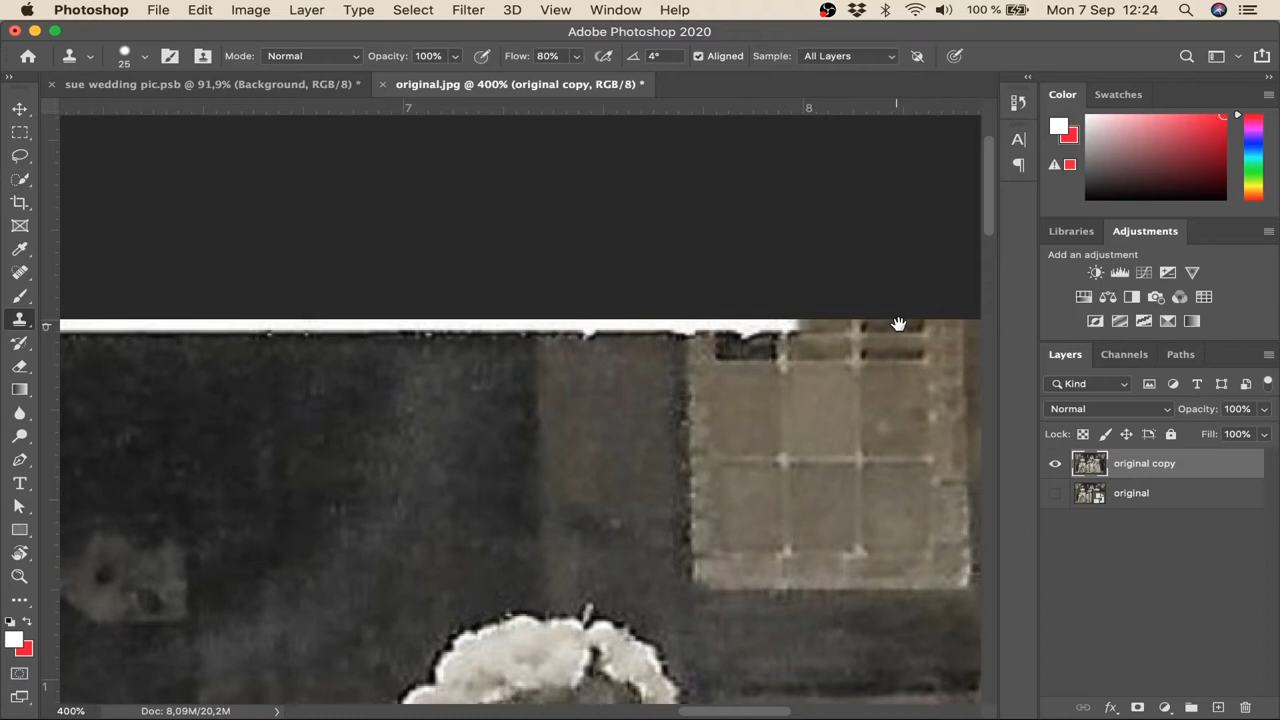 Photoshop File Edit Image Layer Type Select Filter 3D View Window Help 100 % Mon 7 Sep 12:24
Adobe Photoshop 2020
25 Mode: Normal Opacity: 100% Flow: 80% 4° Aligned Sample: All Layers
× sue wedding pic.psb @ 91,9% (Background, RGB/8) * × original.jpg @ 400% (original copy, RGB/8) *
7 8
Color Swatches
Libraries Adjustments
Add an adjustment
0
Layers Channels Paths
Kind
Normal Opacity: 100%
Lock: Fill: 100%
original copy
original
1
400% Doc: 8,09M/20,2M